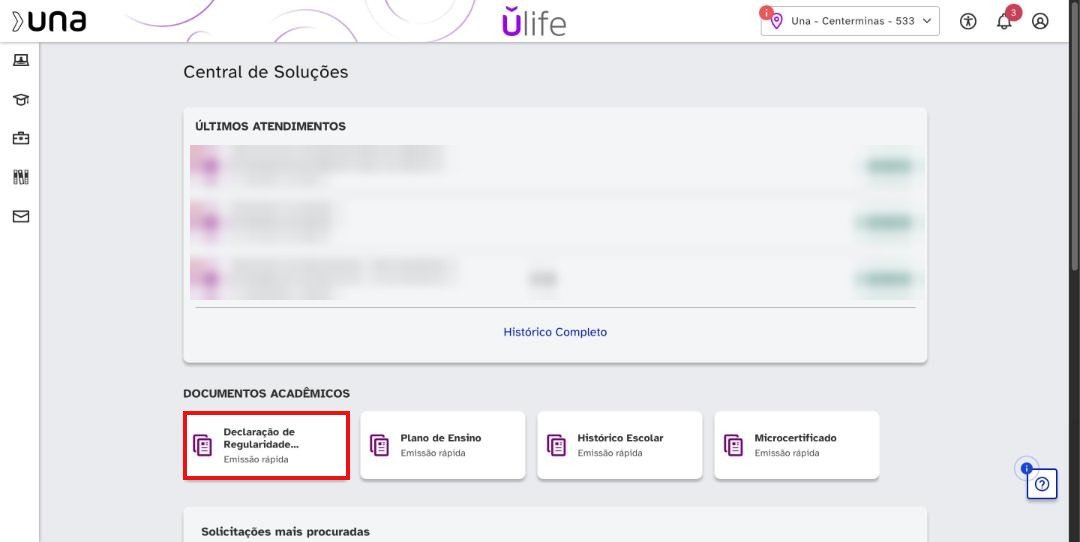 una
ŭlife
Una - Centerminas - 533
3
Central de Soluções
ÚLTIMOS ATENDIMENTOS
Histórico Completo
DOCUMENTOS ACADÊMICOS
Declaração de
Regularidade...
Emissão rápida
Plano de Ensino
Emissão rápida
Histórico Escolar
Emissão rápida
Microcertificado
Emissão rápida
Solicitações mais procuradas